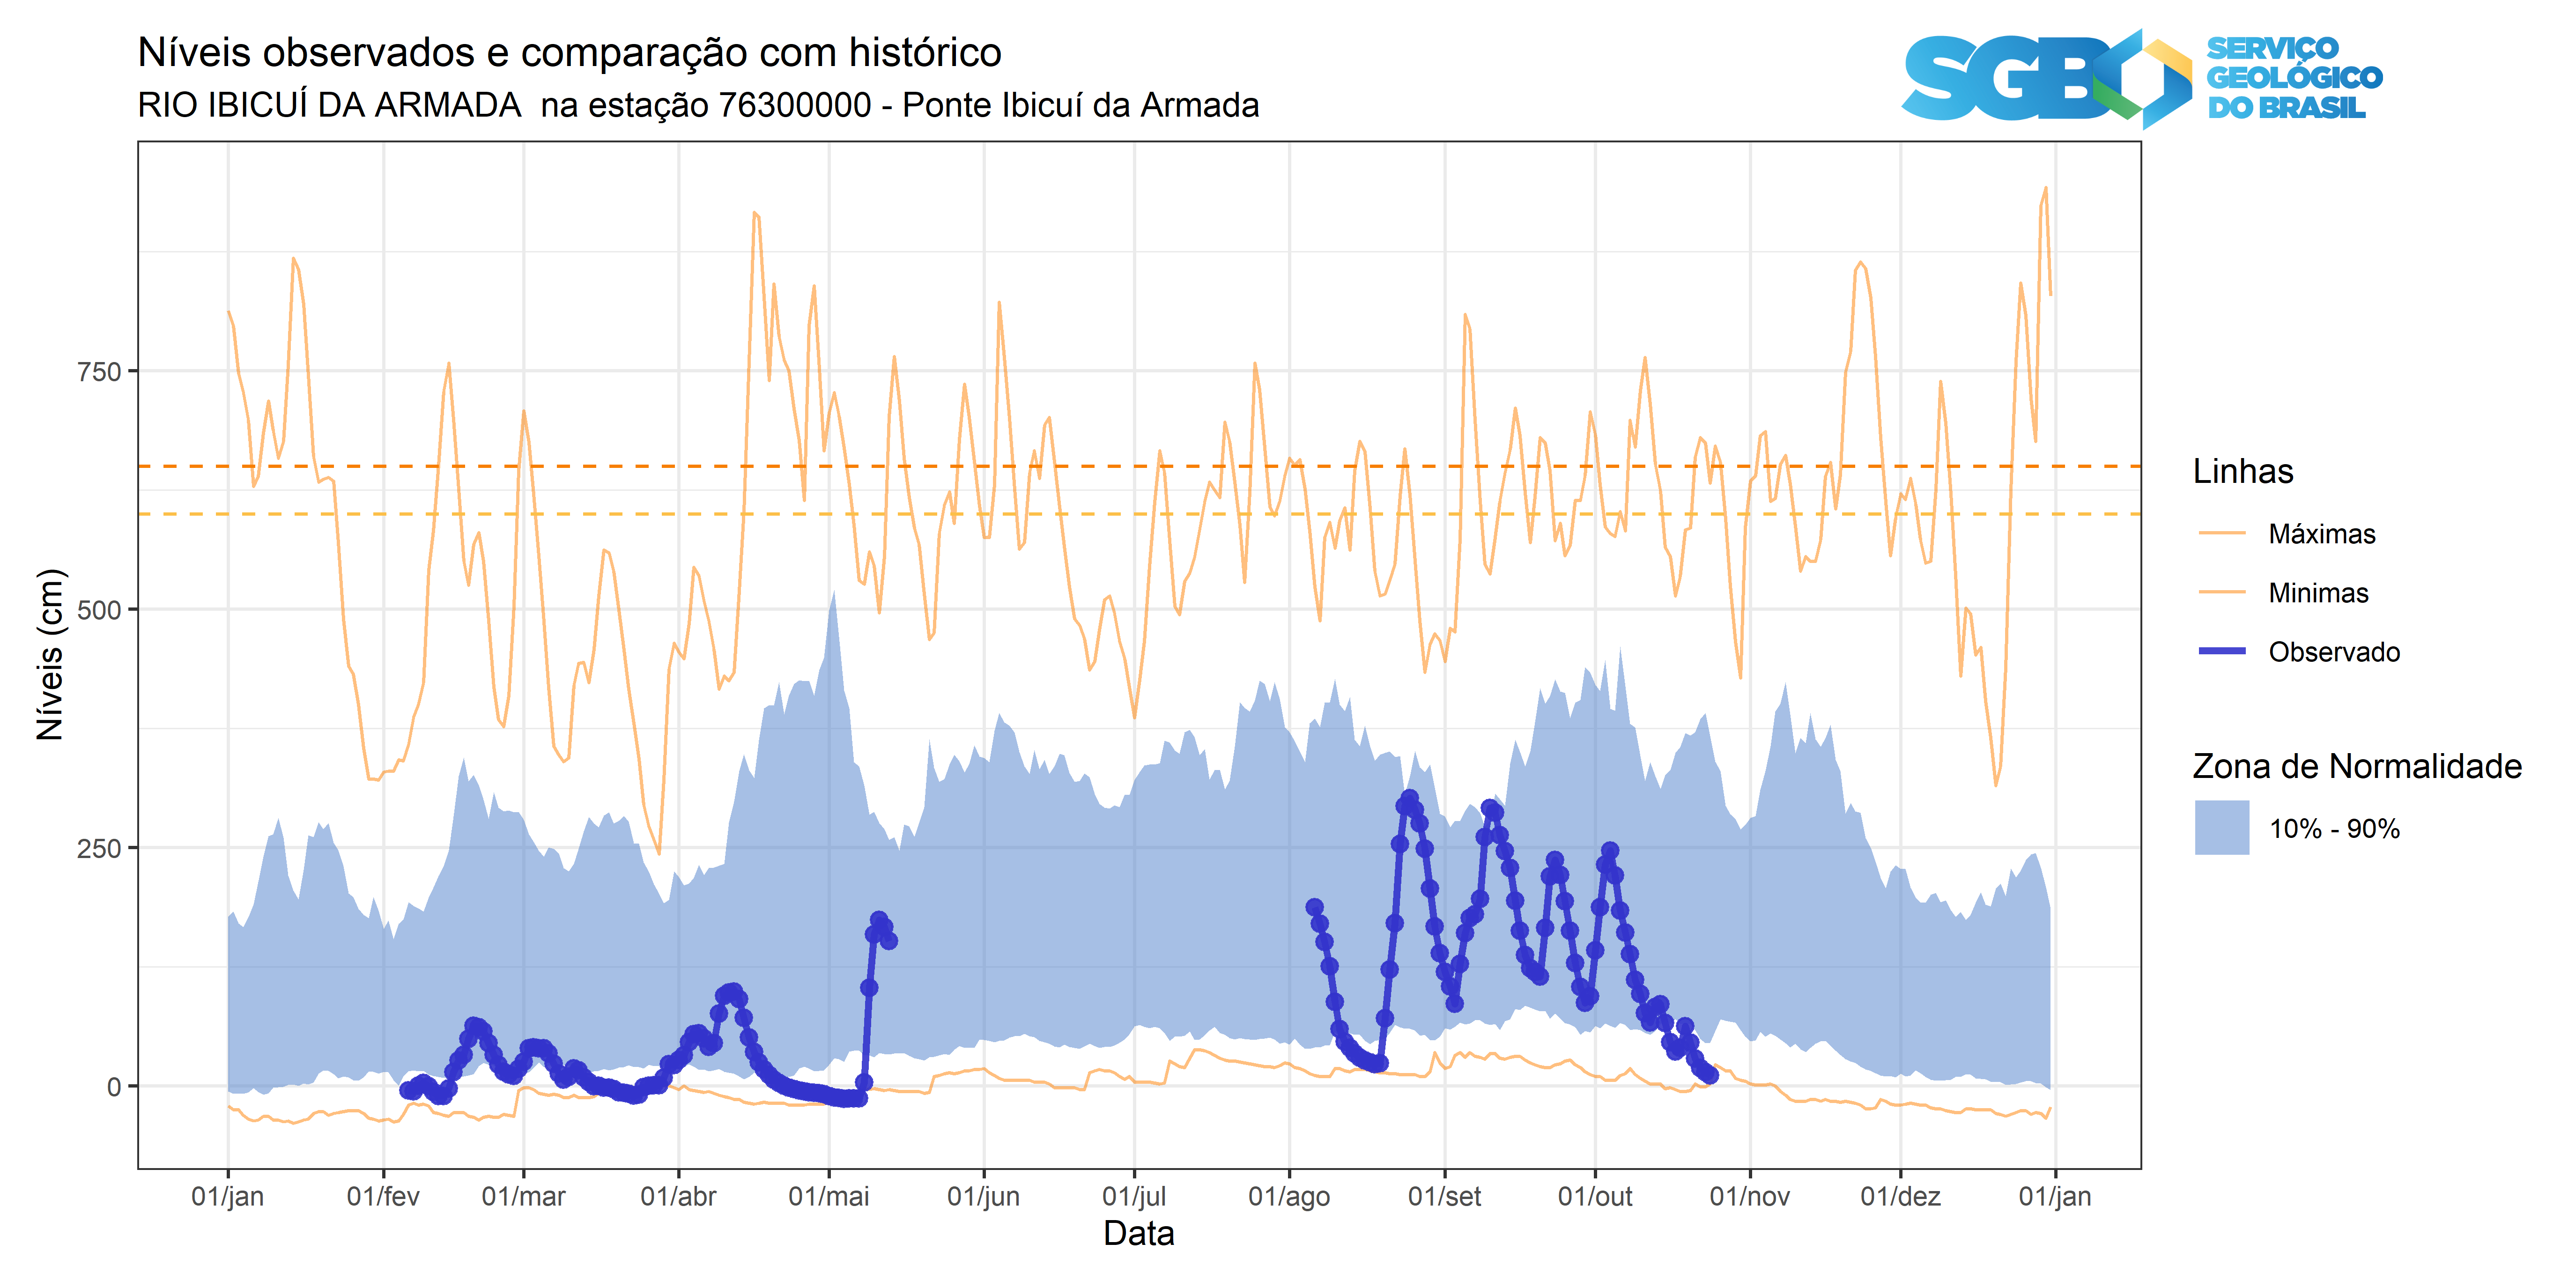 Níveis observados e comparação com histórico
RIO IBICUÍ DA ARMADA  na estação 76300000 - Ponte Ibicuí da Armada
SGB
SERVIÇO
GEOLÓGICO
DO BRASIL
Níveis (cm)
750
500
250
0
01/jan
01/fev
01/mar
01/abr
01/mai
01/jun
01/jul
01/ago
01/set
01/out
01/nov
01/dez
01/jan
Data
Linhas
Máximas
Minimas
Observado
Zona de Normalidade
10% - 90%